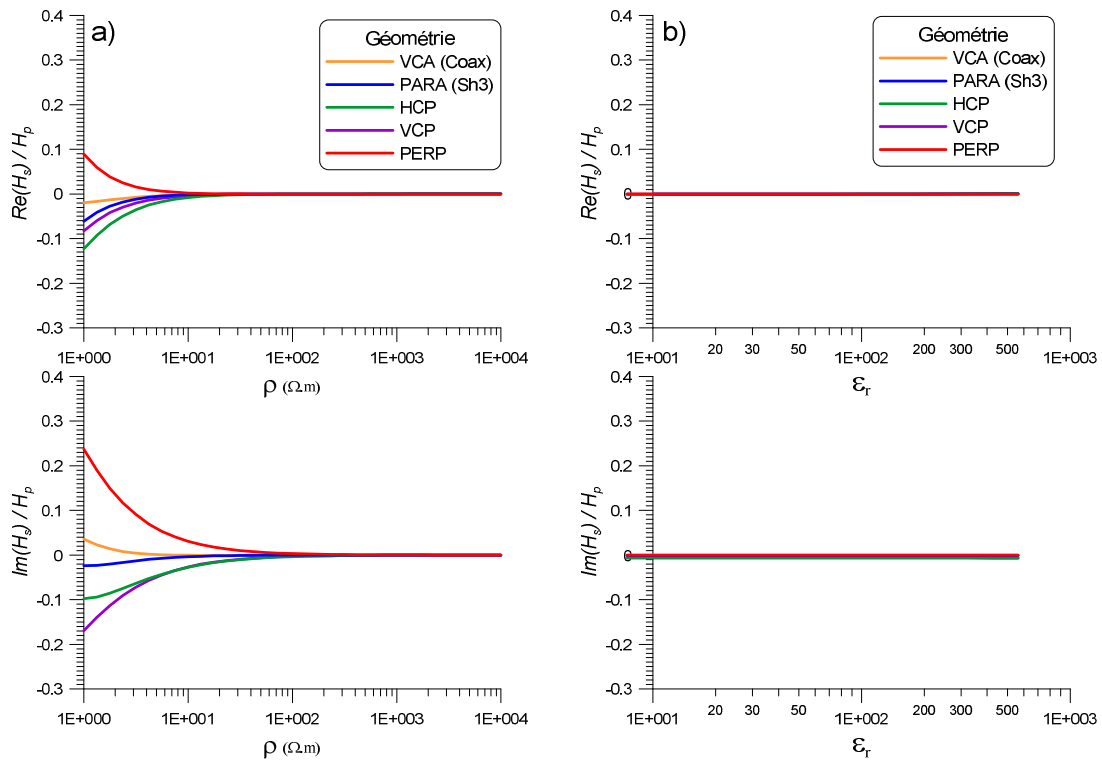 a)
Géométrie
VCA (Coax)
PARA (Sh3)
HCP
VCP
PERP
0.4
0.3
0.2
0.1
0
-0.1
-0.2
-0.3
Re(Hs) / Hp
1E+000
1E+001
1E+002
1E+003
1E+004
ρ (Ω.m)
b)
Géométrie
VCA (Coax)
PARA (Sh3)
HCP
VCP
PERP
0.4
0.3
0.2
0.1
0
-0.1
-0.2
-0.3
Re(Hs) / Hp
1E+001
20
30
50
1E+002
200
300
500
1E+003
εr
0.4
0.3
0.2
0.1
0
-0.1
-0.2
-0.3
Im(Hs) / Hp
1E+000
1E+001
1E+002
1E+003
1E+004
ρ (Ω.m)
0.4
0.3
0.2
0.1
0
-0.1
-0.2
-0.3
Im(Hs) / Hp
1E+001
20
30
50
1E+002
200
300
500
1E+003
εr